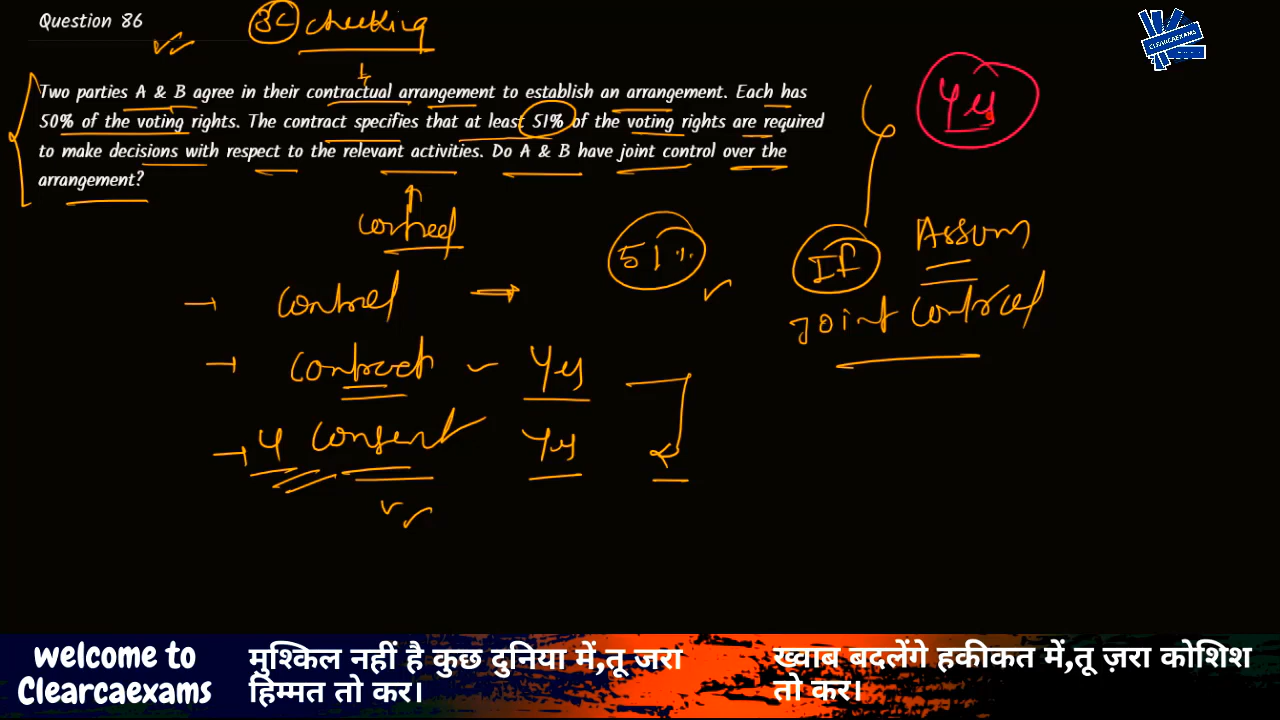 Question 86
3C checking
CLEARCAEXAMS
Two parties A & B agree in their contractual arrangement to establish an arrangement. Each has
50% of the voting rights. The contract specifies that at least 51% of the voting rights are required
to make decisions with respect to the relevant activities. Do A & B have joint control over the
arrangement?
Yes
control
51%
If Assum
Joint Control
→ Control →
→ Contract Yes
→ 4 Consent Yes
welcome to
Clearcaexams
मुश्किल नहीं है कुछ दुनिया में,तू जरा
हिम्मत तो कर।
ख्वाब बदलेंगे हकीकत में,तू ज़रा कोशिश
तो कर।